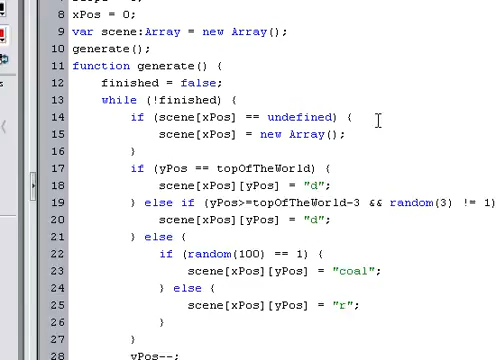 8 xPos = 0;
9 var scene:Array = new Array();
10 generate();
11 function generate() {
12 finished = false;
13 while (!finished) {
14 if (scene[xPos] == undefined) {
15 scene[xPos] = new Array();
16 }
17 if (yPos == topOfTheWorld) {
18 scene[xPos][yPos] = "d";
19 } else if (yPos>=topOfTheWorld-3 && random(3) != 1)
20 scene[xPos][yPos] = "d";
21 } else {
22 if (random(100) == 1) {
23 scene[xPos][yPos] = "coal";
24 } else {
25 scene[xPos][yPos] = "r";
26 }
27 }
28 yPos--;